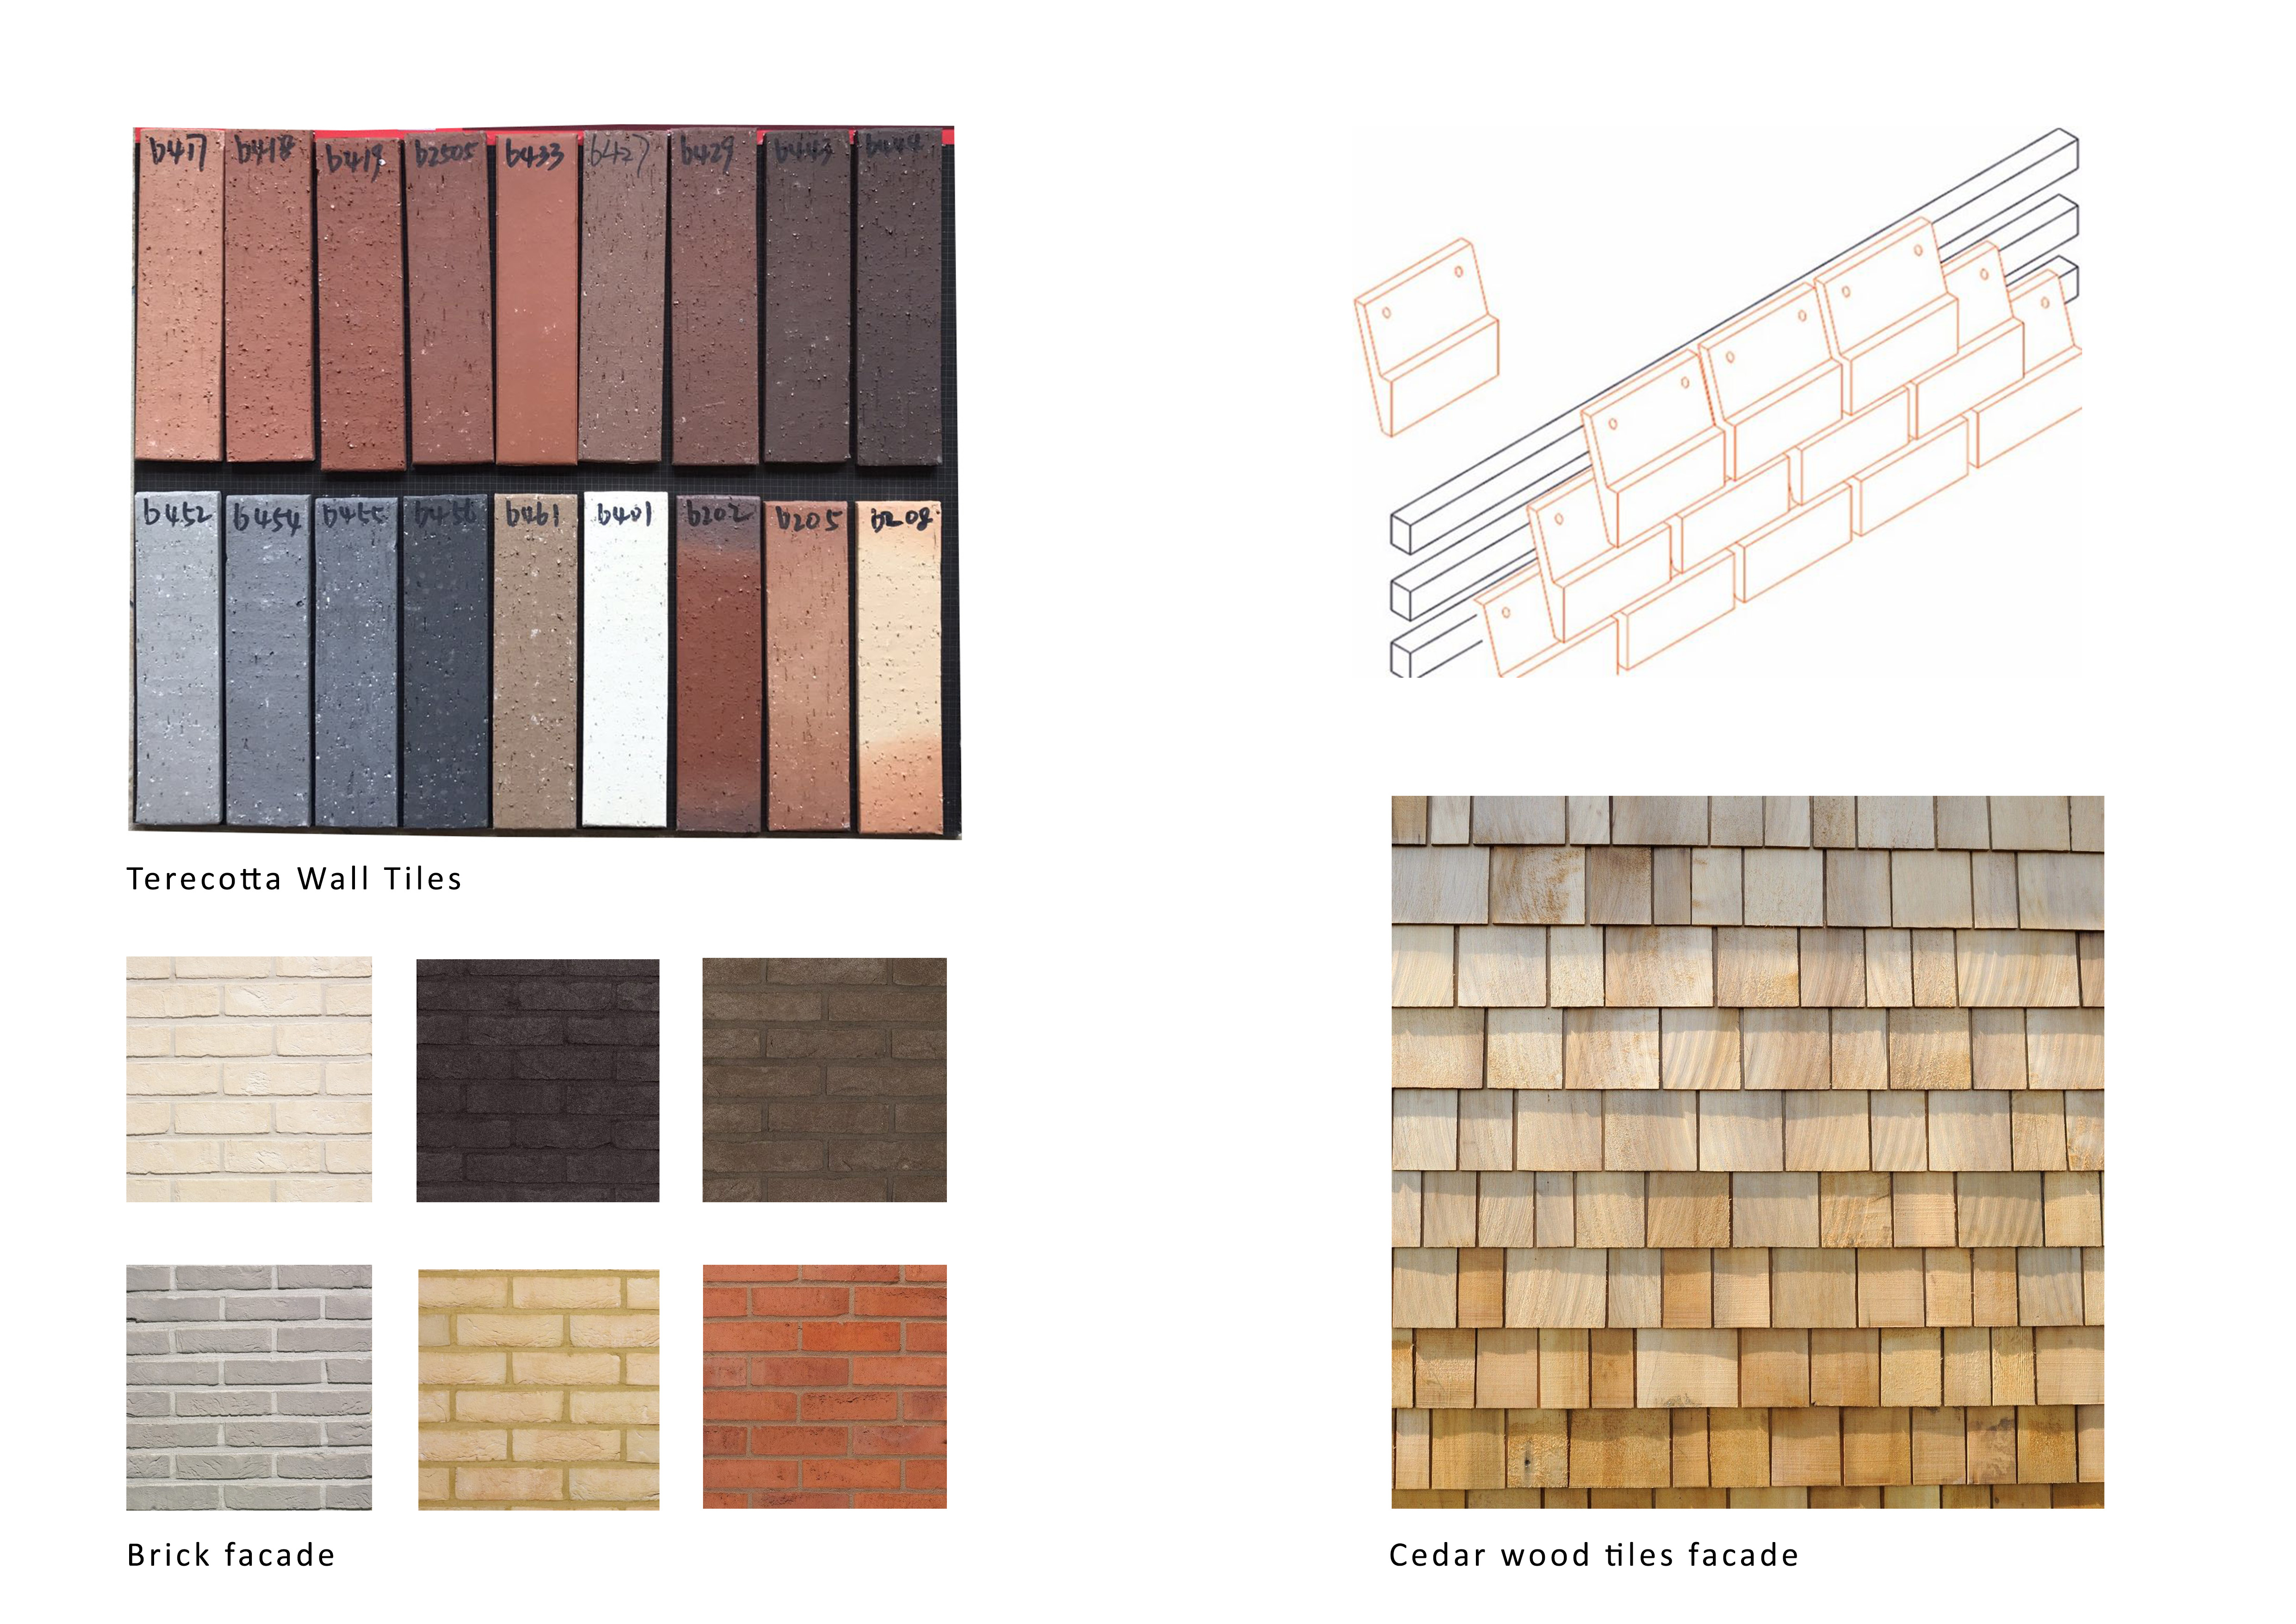 b417 b418 b419 b2505 b433 b427 b429 b443 b444
b452 b454 b455 b456 b461 b401 b202 b205 b208
Terecotta Wall Tiles
Brick facade
Cedar wood tiles facade